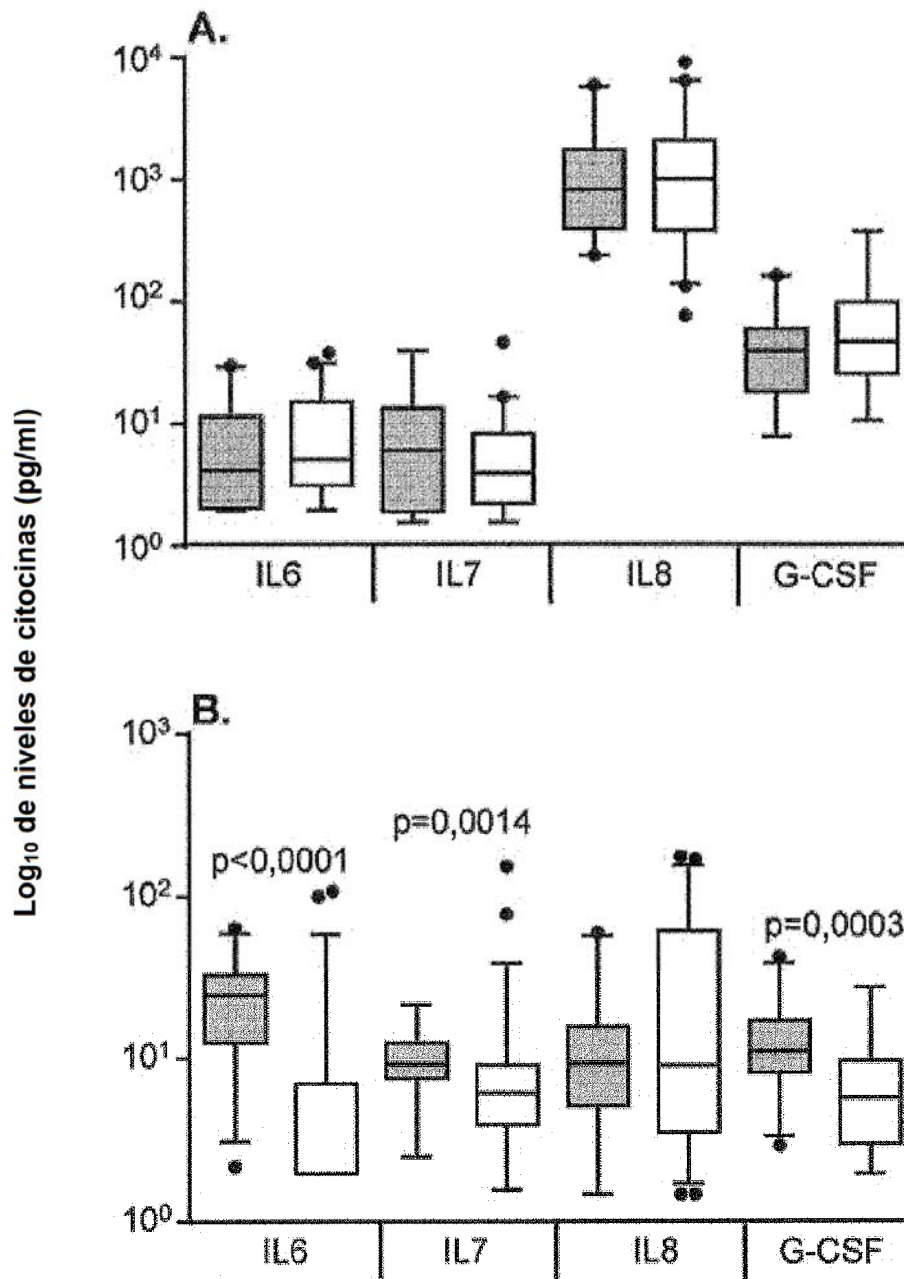 Log₁₀ de niveles de citocinas (pg/ml)
A.
10⁴
10³
10²
10¹
10⁰
IL6 IL7 IL8 G-CSF
B.
10³
p<0,0001 p=0,0014 p=0,0003
10²
10¹
10⁰
IL6 IL7 IL8 G-CSF